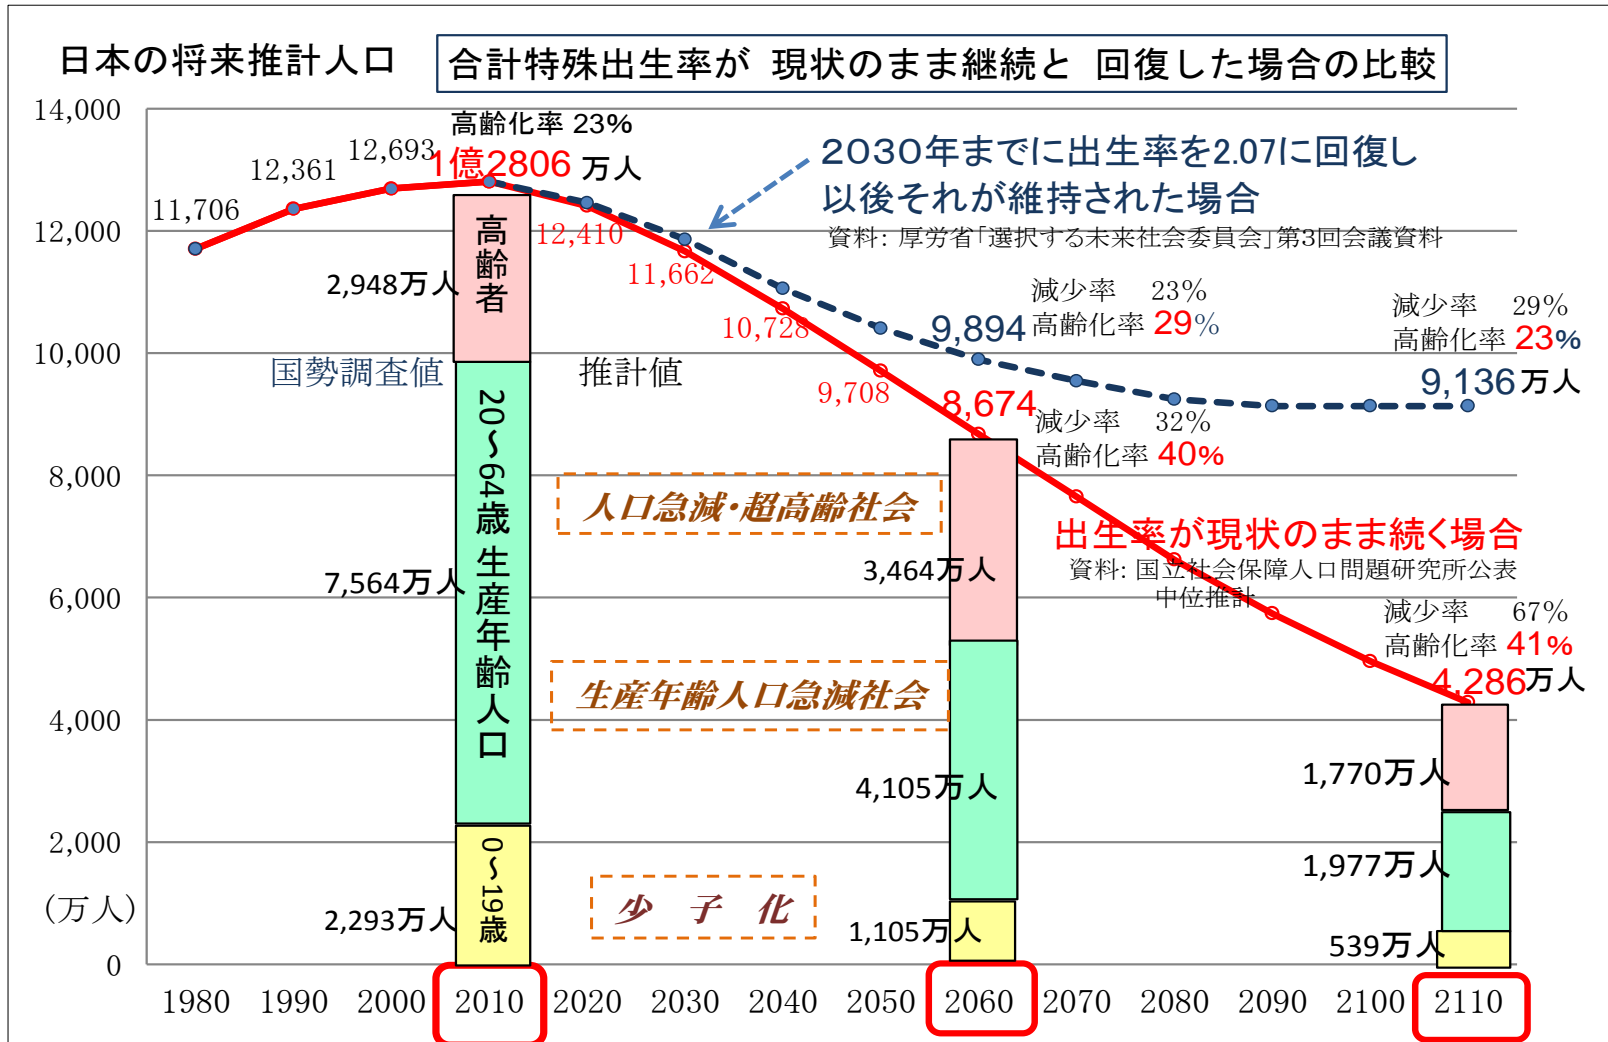 日本の将来推計人口
合計特殊出生率が 現状のまま継続と 回復した場合の比較
14,000
12,000
10,000
8,000
6,000
4,000
2,000
(万人)
0
11,706
12,361
12,693
高齢化率 23%
1億2806 万人
12,410
11,662
10,728
9,708
8,674
9,894
2030年までに出生率を2.07に回復し
以後それが維持された場合
資料: 厚労省「選択する未来社会委員会」第3回会議資料
減少率 23%
高齢化率 29%
減少率 29%
高齢化率 23%
9,136 万人
減少率 32%
高齢化率 40%
国勢調査値
推計値
高齢者
2,948万人
20~64歳 生産年齢人口
7,564万人
0~19歳
2,293万人
人口急減・超高齢社会
生産年齢人口急減社会
少 子 化
3,464万人
4,105万人
1,105万人
出生率が現状のまま続く場合
資料: 国立社会保障人口問題研究所公表
中位推計
減少率 67%
高齢化率 41%
4,286万人
1,770万人
1,977万人
539万人
1980 1990 2000 2010 2020 2030 2040 2050 2060 2070 2080 2090 2100 2110